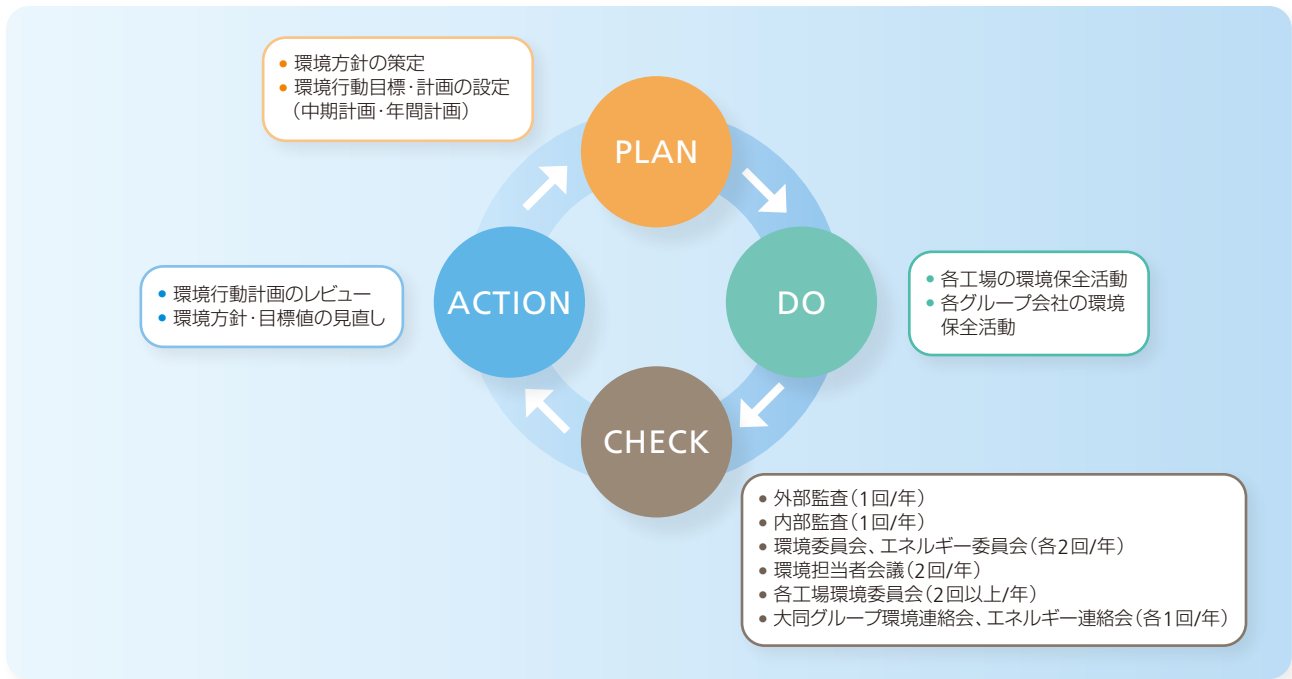 • 環境方針の策定
• 環境行動目標・計画の設定
（中期計画・年間計画）
PLAN
• 環境行動計画のレビュー
• 環境方針・目標値の見直し
ACTION
DO
• 各工場の環境保全活動
• 各グループ会社の環境
保全活動
CHECK
• 外部監査（1回/年）
• 内部監査（1回/年）
• 環境委員会、エネルギー委員会（各2回/年）
• 環境担当者会議（2回/年）
• 各工場環境委員会（2回以上/年）
• 大同グループ環境連絡会、エネルギー連絡会（各1回/年）